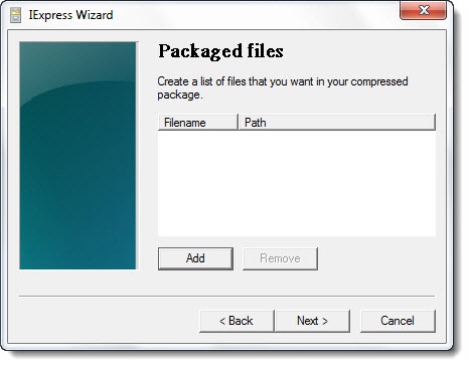 IExpress Wizard
Packaged files
Create a list of files that you want in your compressed
package.
Filename Path
Add Remove
< Back Next > Cancel